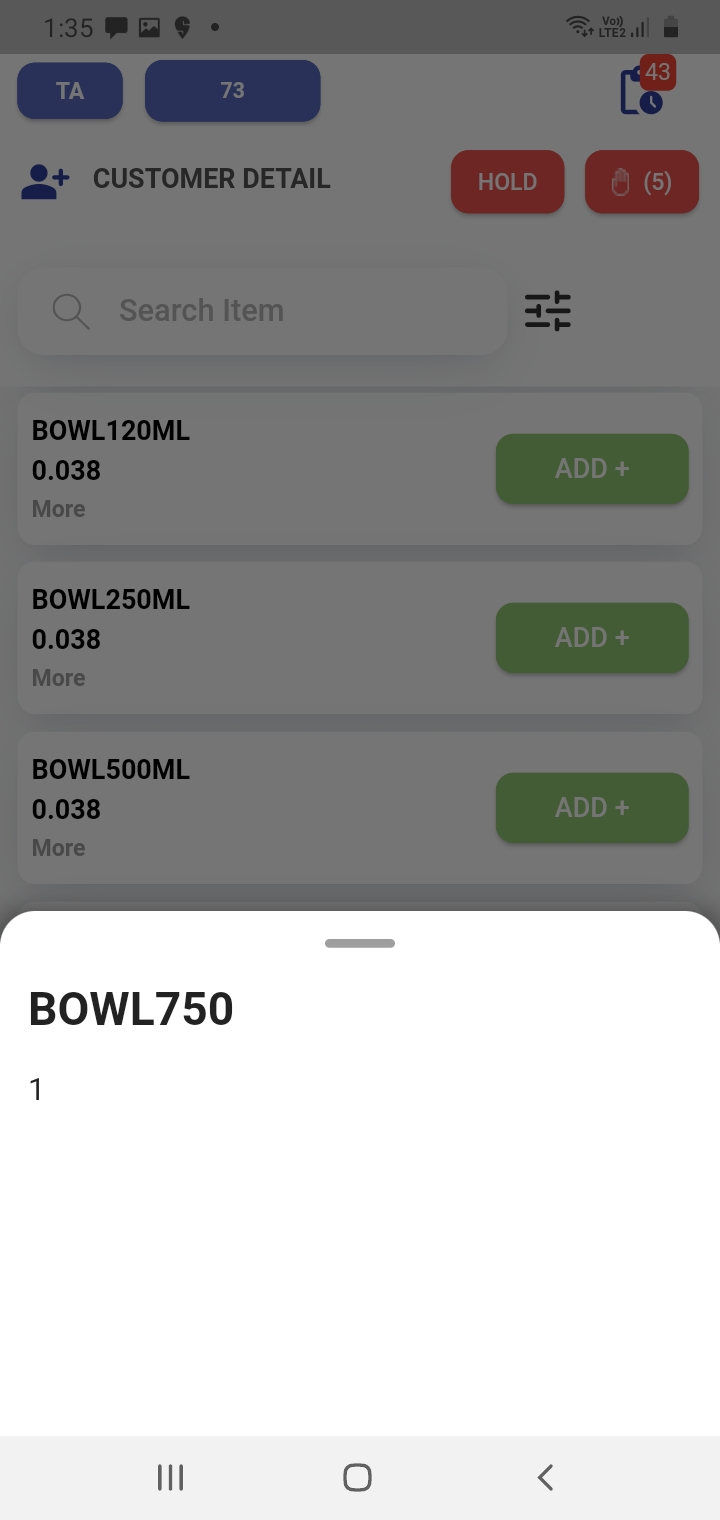 1:35
Vo))
LTE2
TA
73
43
CUSTOMER DETAIL
HOLD
(5)
Search Item
BOWL120ML
0.038
More
ADD +
BOWL250ML
0.038
More
ADD +
BOWL500ML
0.038
More
ADD +
BOWL750
1